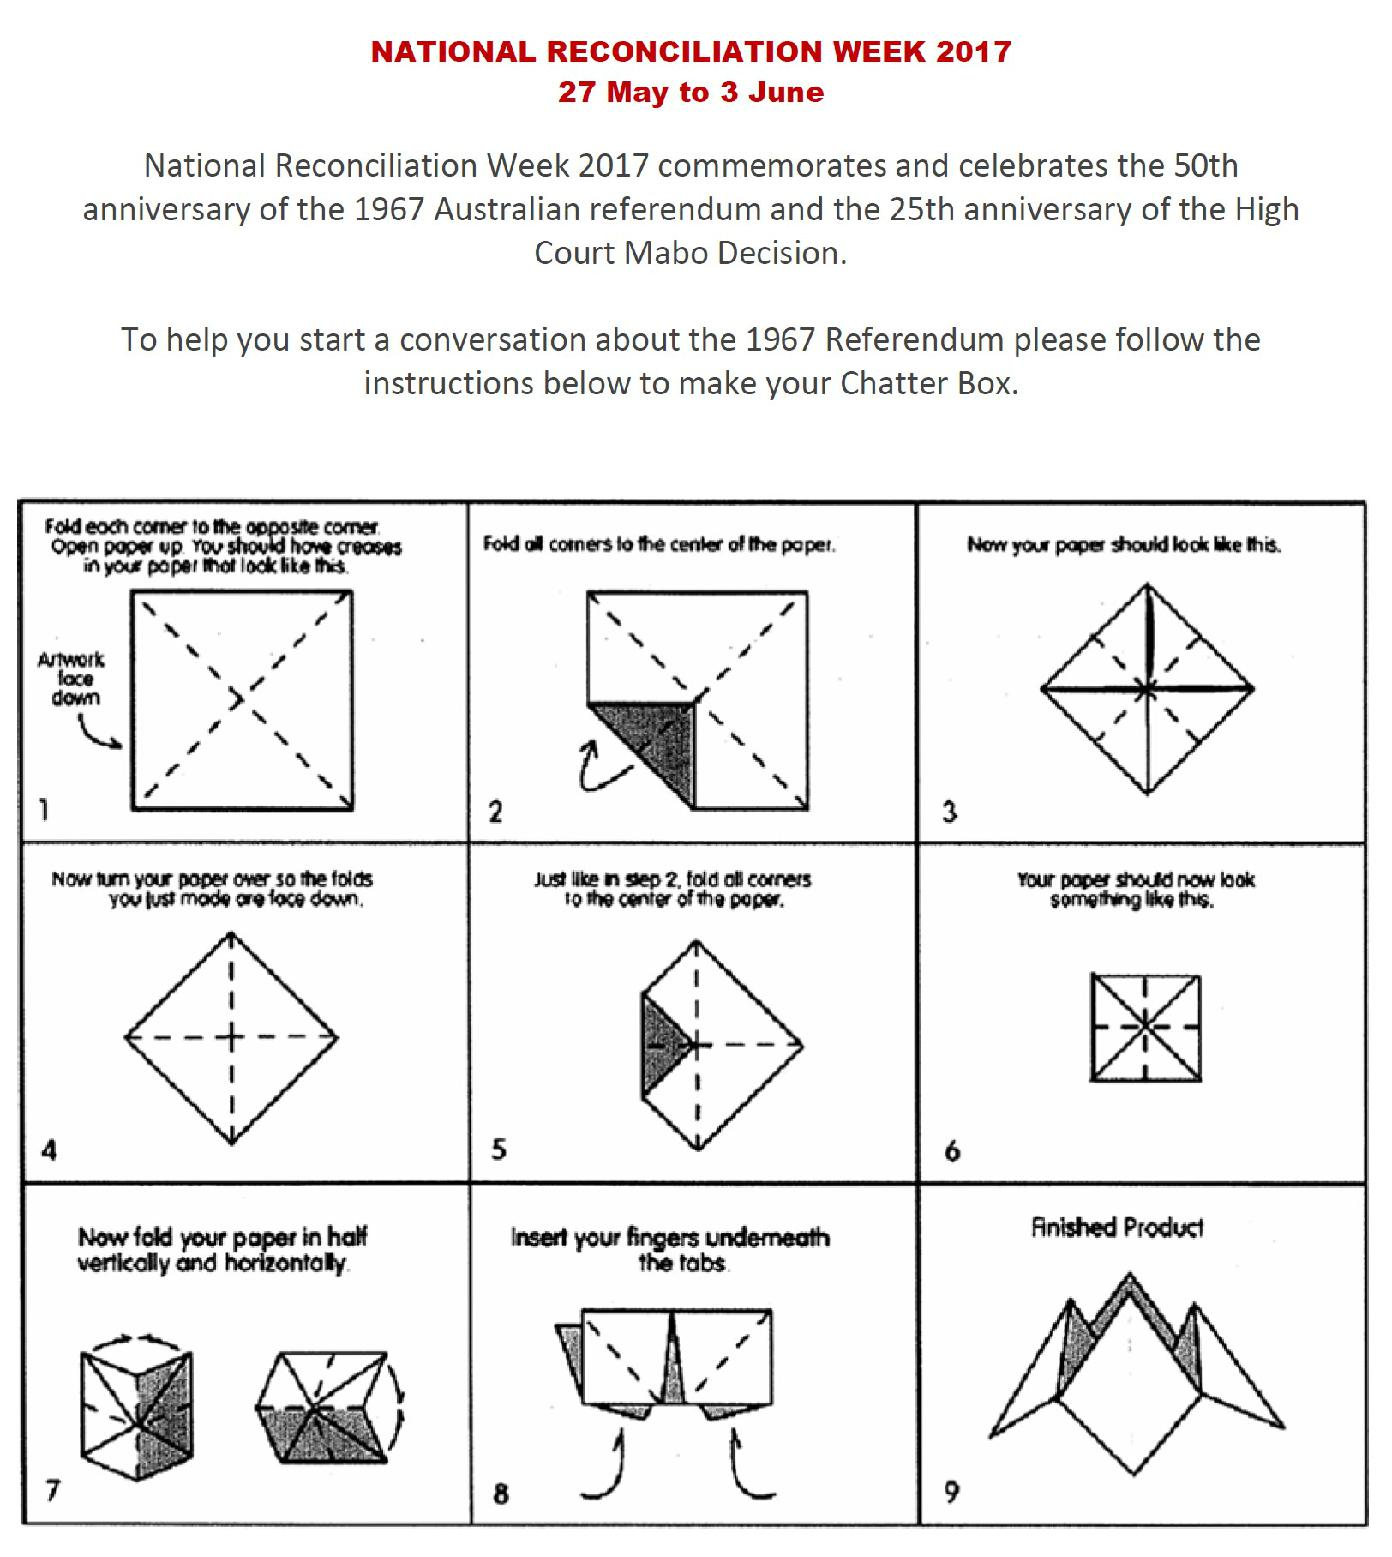 NATIONAL RECONCILIATION WEEK 2017
27 May to 3 June
National Reconciliation Week 2017 commemorates and celebrates the 50th
anniversary of the 1967 Australian referendum and the 25th anniversary of the High
Court Mabo Decision.
To help you start a conversation about the 1967 Referendum please follow the
instructions below to make your Chatter Box.
Fold each corner to the opposite corner.
Open paper up. You should have creases
in your paper that look like this.
Artwork
face
down
1
Fold all corners to the center of the paper.
2
Now your paper should look like this.
3
Now turn your paper over so the folds
you just made are face down.
4
Just like in step 2, fold all corners
to the center of the paper.
5
Your paper should now look
something like this.
6
Now fold your paper in half
vertically and horizontally.
7
Insert your fingers underneath
the tabs.
8
Finished Product
9